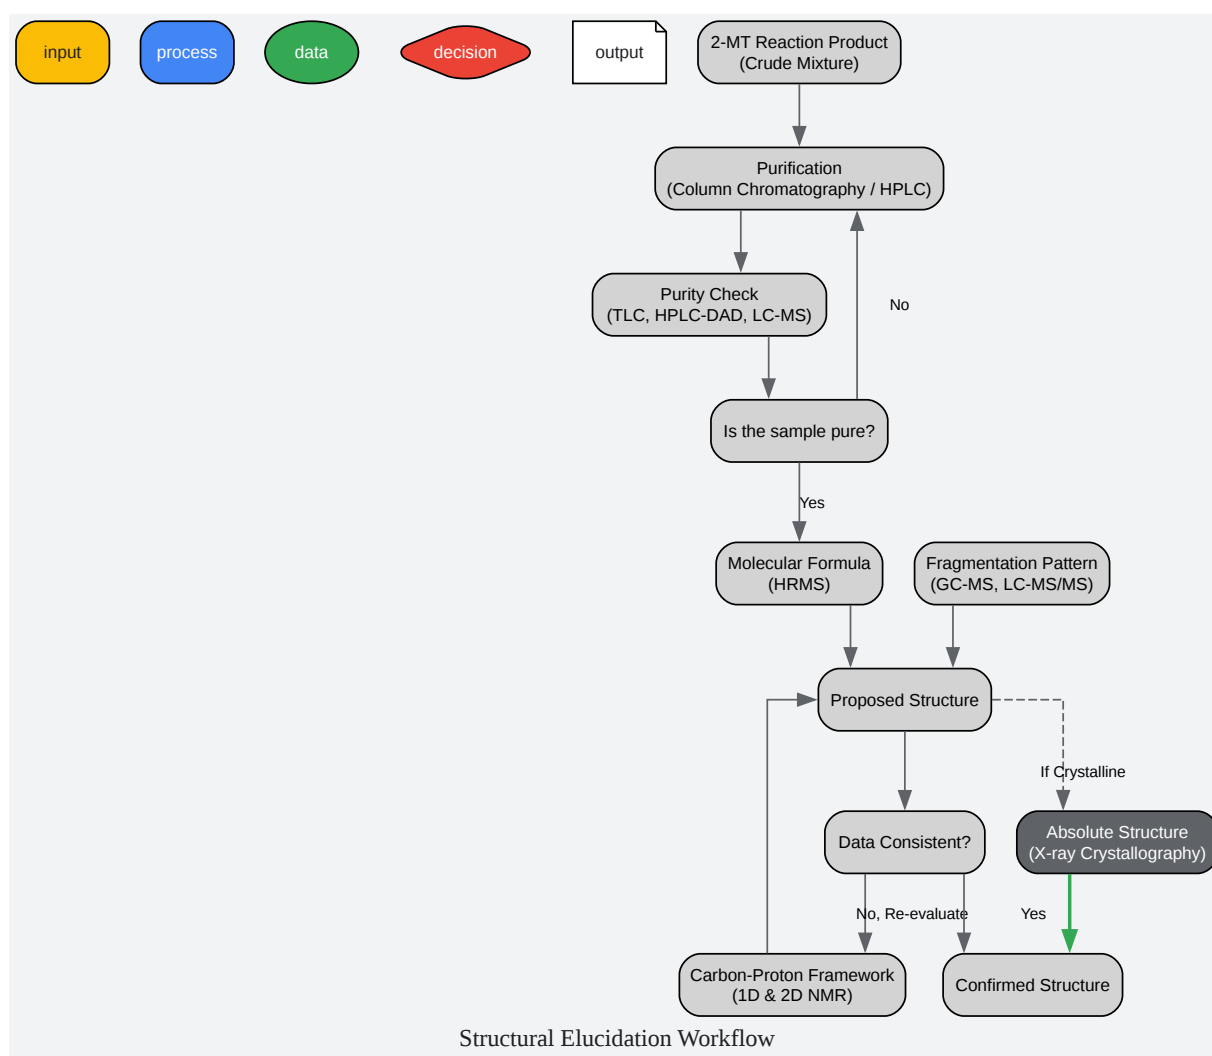 input
process
data
decision
output
2-MT Reaction Product
(Crude Mixture)
Purification
(Column Chromatography / HPLC)
Purity Check
(TLC, HPLC-DAD, LC-MS)
No
Is the sample pure?
Yes
Molecular Formula
(HRMS)
Fragmentation Pattern
(GC-MS, LC-MS/MS)
Proposed Structure
If Crystalline
Data Consistent?
Absolute Structure
(X-ray Crystallography)
No, Re-evaluate
Yes
Carbon-Proton Framework
(1D & 2D NMR)
Confirmed Structure
Structural Elucidation Workflow